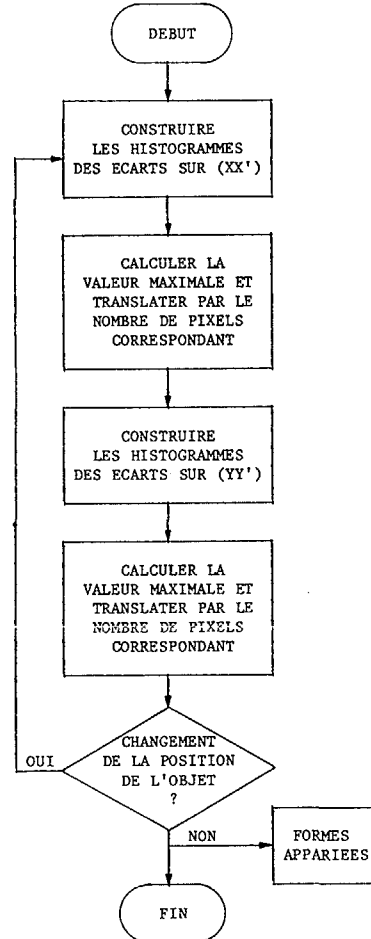 DEBUT
CONSTRUIRE
LES HISTOGRAMMES
DES ECARTS SUR (XX')
CALCULER LA
VALEUR MAXIMALE ET
TRANSLATER PAR LE
NOMBRE DE PIXELS
CORRESPONDANT
CONSTRUIRE
LES HISTOGRAMMES
DES ECARTS SUR (YY')
CALCULER LA
VALEUR MAXIMALE ET
TRANSLATER PAR LE
NOMBRE DE PIXELS
CORRESPONDANT
CHANGEMENT
DE LA POSITION
DE L'OBJET
?
OUI
NON
FORMES
APPARIEES
FIN